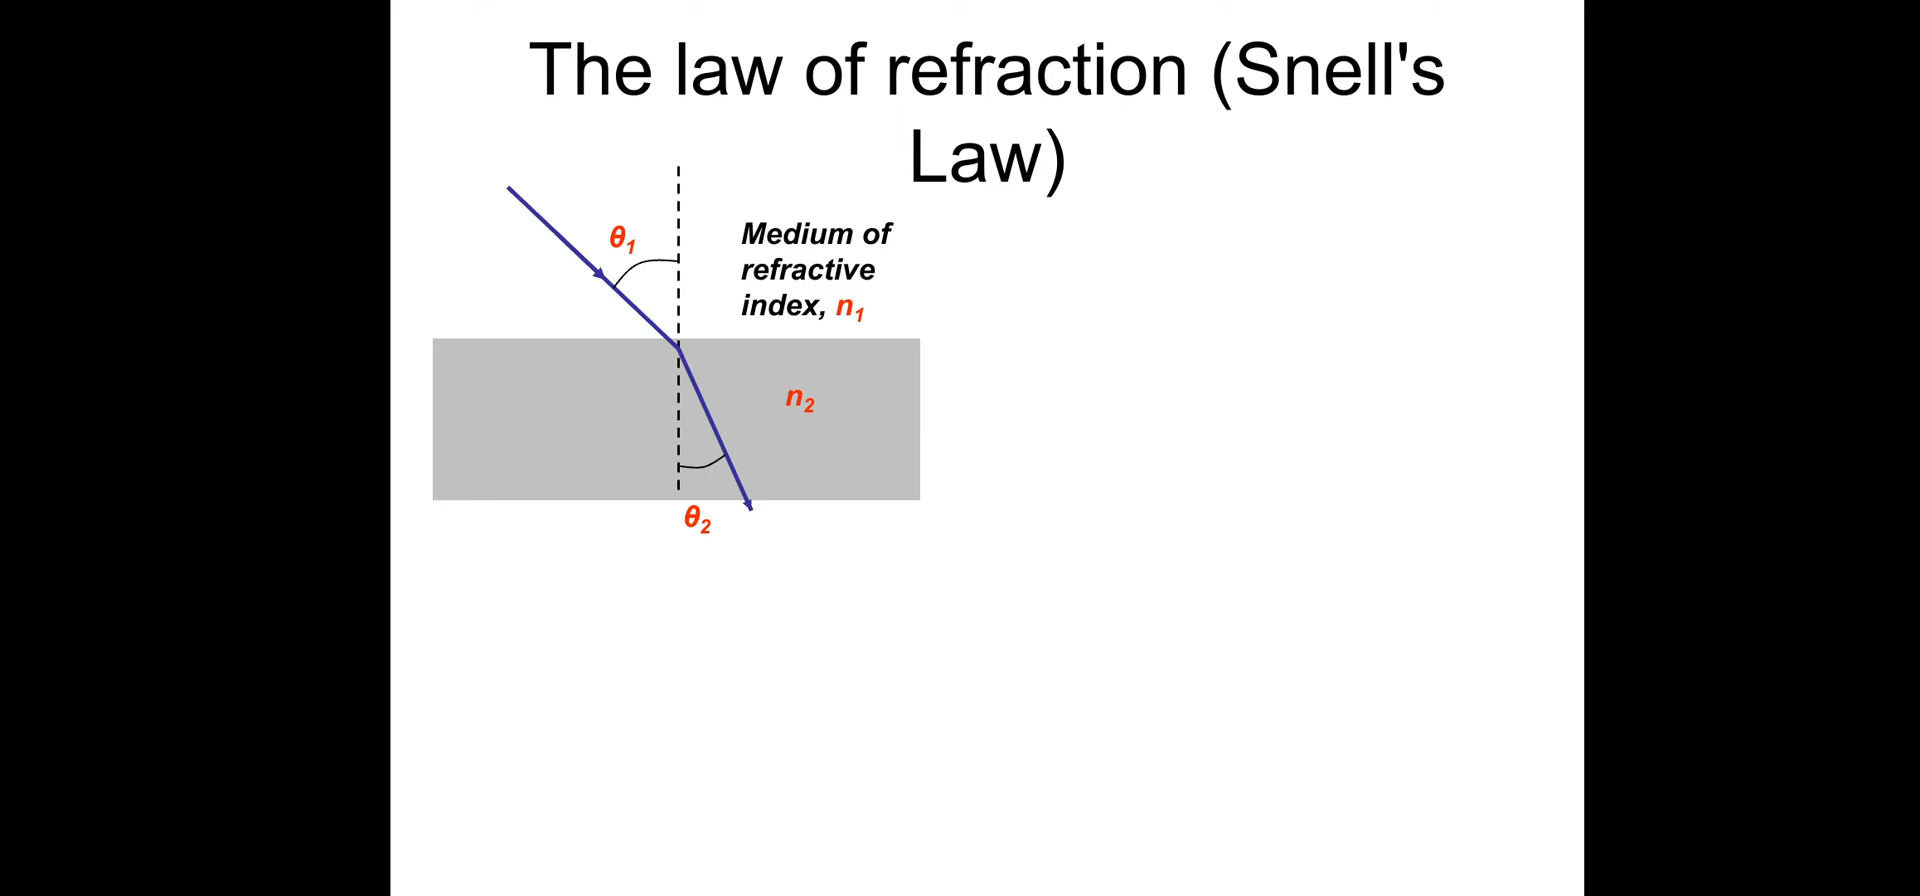 The law of refraction (Snell's
Law)
θ1
Medium of
refractive
index, n1
n2
θ2